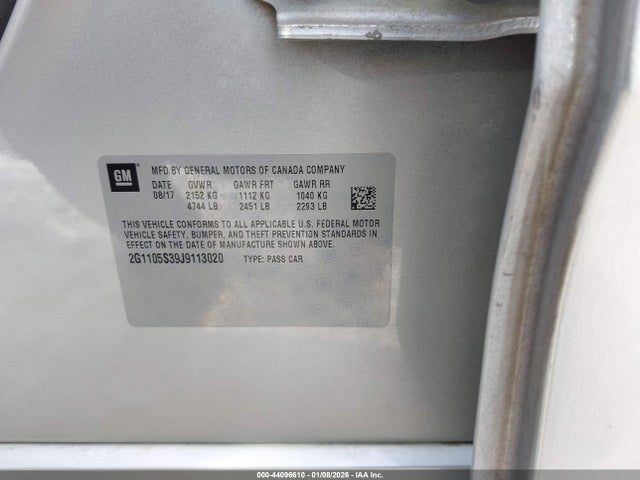 GM
MFD BY GENERAL MOTORS OF CANADA COMPANY
DATE GVWR GAWR FRT GAWR RR
08/17 2152 KG 1112 KG 1040 KG
4744 LB 2451 LB 2293 LB
THIS VEHICLE CONFORMS TO ALL APPLICABLE U.S. FEDERAL MOTOR
VEHICLE SAFETY, BUMPER, AND THEFT PREVENTION STANDARDS IN
EFFECT ON THE DATE OF MANUFACTURE SHOWN ABOVE.
2G1105S39J9113020 TYPE: PASS CAR
000-44096610 | 01/08/2026 | IAA Inc.